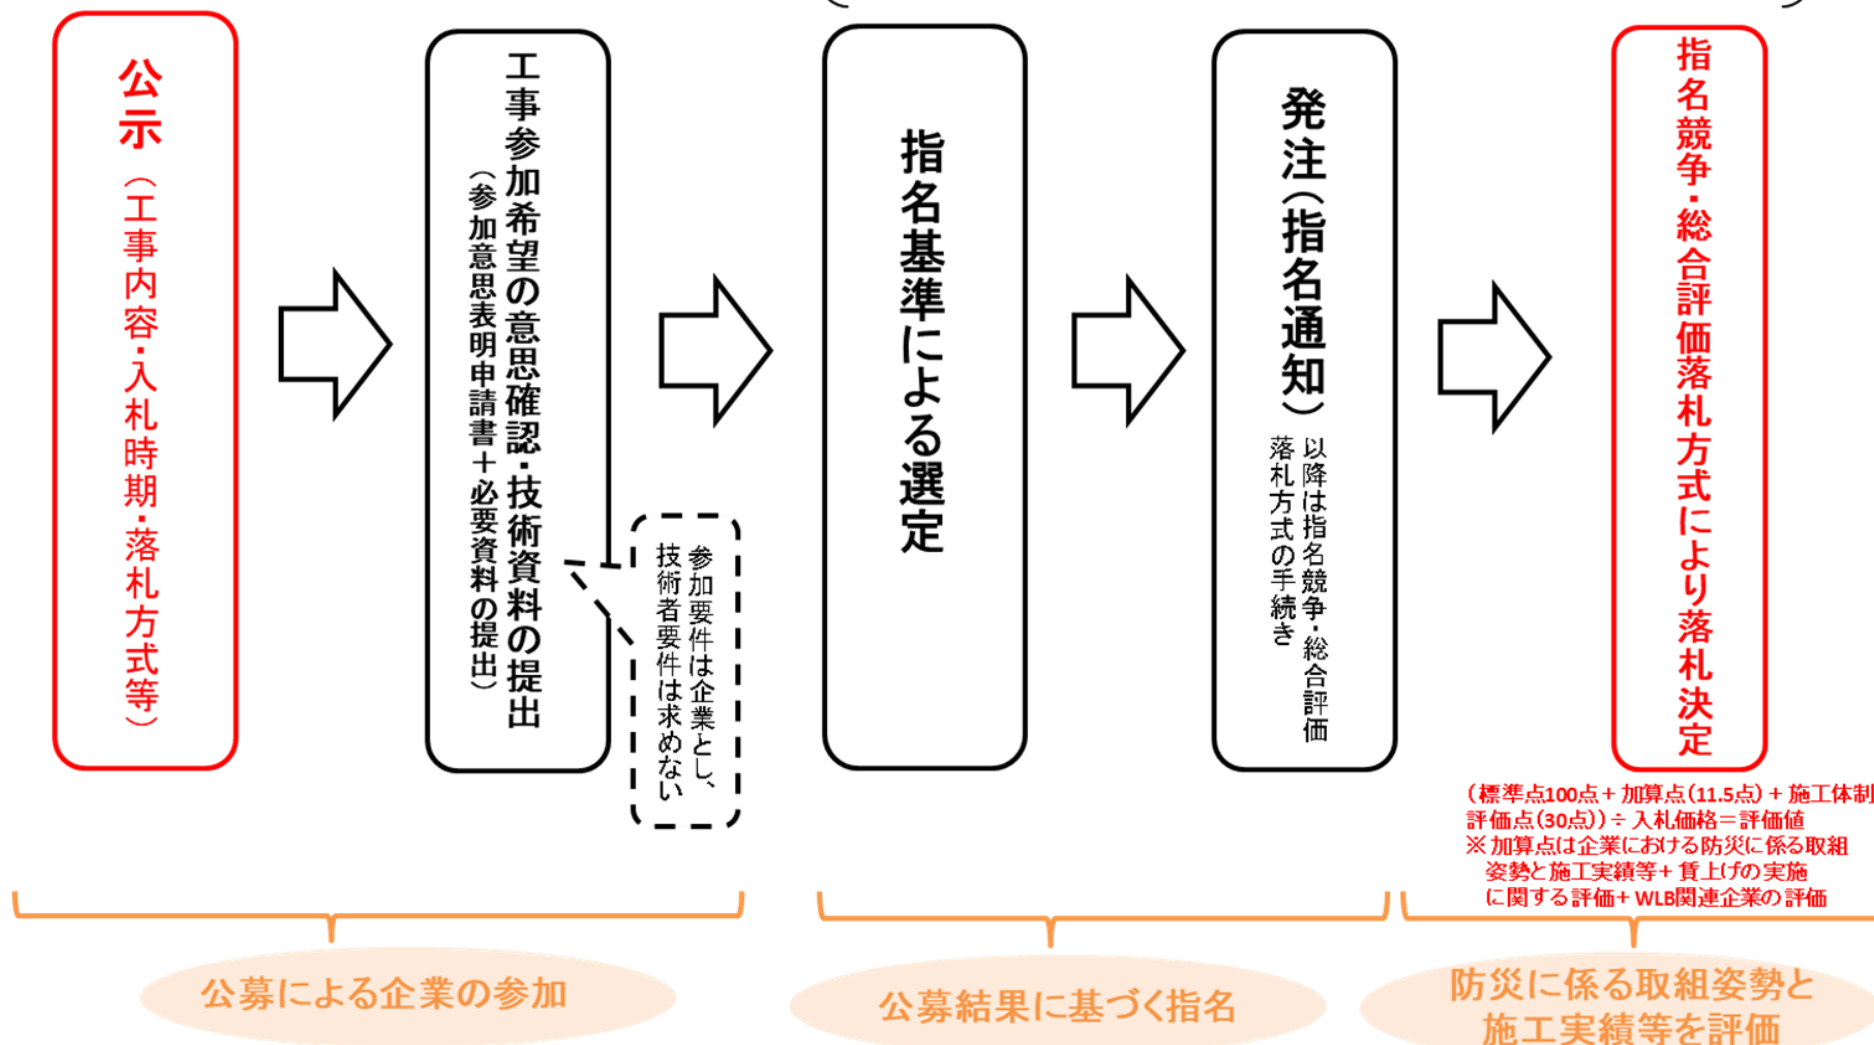 公示（工事内容・入札時期・落札方式等）
工事参加希望の意思確認・技術資料の提出
（参加意思表明申請書＋必要資料の提出）
参加要件は企業とし、
技術者要件は求めない
指名基準による選定
発注（指名通知）
以降は指名競争・総合評価
落札方式の手続き
指名競争・総合評価落札方式により落札決定
（標準点100点＋加算点(11.5点)＋施工体制
評価点(30点)）÷入札価格＝評価値
※加算点は企業における防災に係る取組
姿勢と施工実績等＋賃上げの実施
に関する評価＋WLB関連企業の評価
公募による企業の参加
公募結果に基づく指名
防災に係る取組姿勢と
施工実績等を評価